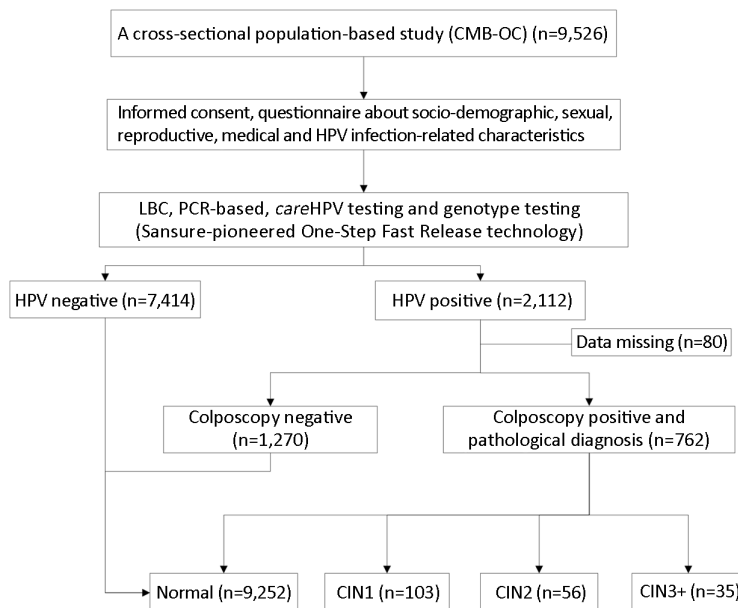 A cross-sectional population-based study (CMB-OC) (n=9,526)
Informed consent, questionnaire about socio-demographic, sexual,
reproductive, medical and HPV infection-related characteristics
LBC, PCR-based, careHPV testing and genotype testing
(Sansure-pioneered One-Step Fast Release technology)
HPV negative (n=7,414)
HPV positive (n=2,112)
Data missing (n=80)
Colposcopy negative
(n=1,270)
Colposcopy positive and
pathological diagnosis (n=762)
Normal (n=9,252)
CIN1 (n=103)
CIN2 (n=56)
CIN3+ (n=35)